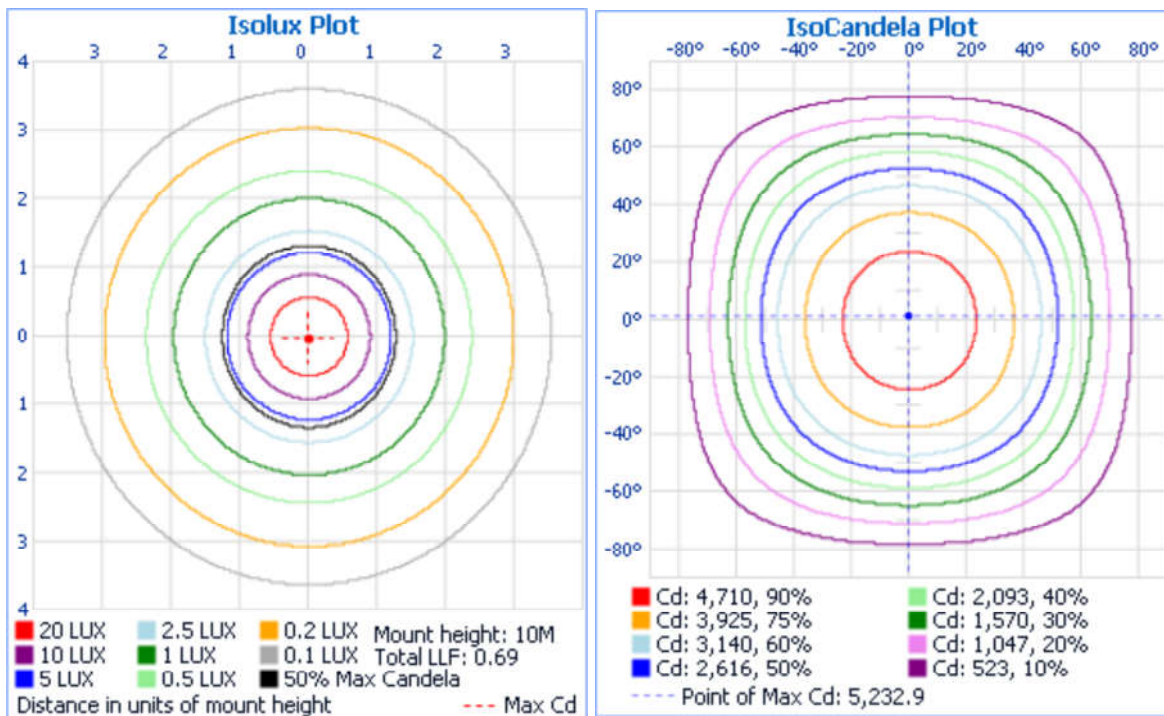 Isolux Plot
3 2 1 0 1 2 3
4
3
2
1
0
1
2
3
4
20 LUX 2.5 LUX 0.2 LUX Mount height: 10M
10 LUX 1 LUX 0.1 LUX Total LLF: 0.69
5 LUX 0.5 LUX 50% Max Candela
Distance in units of mount height --- Max Cd
IsoCandela Plot
-80° -60° -40° -20° 0° 20° 40° 60° 80°
80°
60°
40°
20°
0°
-20°
-40°
-60°
-80°
Cd: 4,710, 90% Cd: 2,093, 40%
Cd: 3,925, 75% Cd: 1,570, 30%
Cd: 3,140, 60% Cd: 1,047, 20%
Cd: 2,616, 50% Cd: 523, 10%
----- Point of Max Cd: 5,232.9